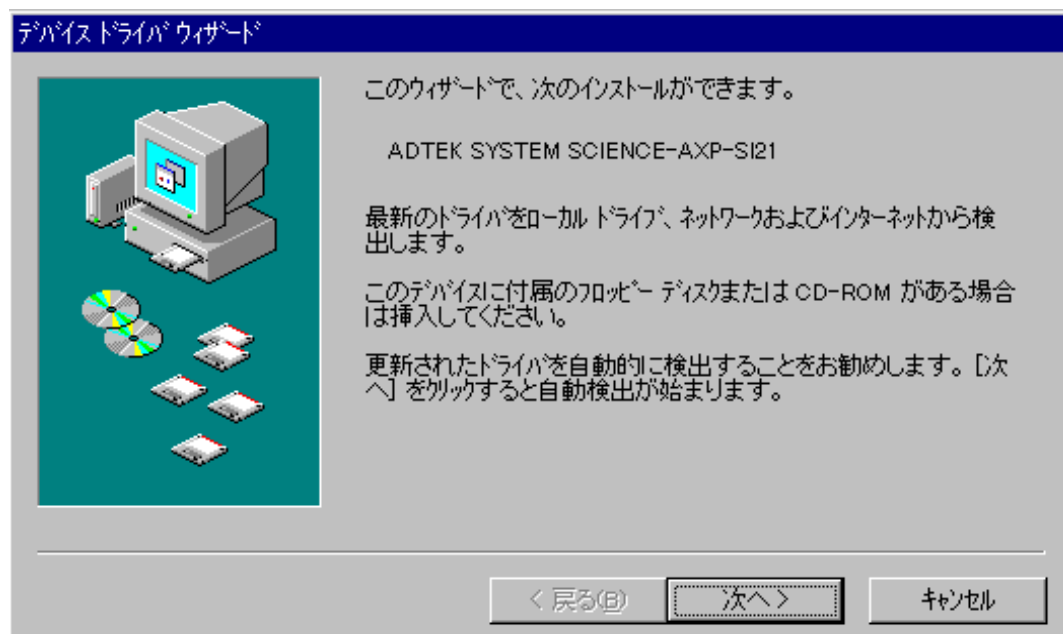 ﾃﾞﾊﾞｲｽ ﾄﾞﾗｲﾊﾞ ｳｨｻﾞｰﾄﾞ
このｳｨｻﾞｰﾄﾞで、次のインストールができます。
ADTEK SYSTEM SCIENCE-AXP-SI21
最新のﾄﾞﾗｲﾊﾞをﾛｰｶﾙ ﾄﾞﾗｲﾌﾞ、ﾈｯﾄﾜｰｸおよびｲﾝﾀｰﾈｯﾄから検
出します。
このﾃﾞﾊﾞｲｽに付属のﾌﾛｯﾋﾟｰ ﾃﾞｨｽｸまたは CD-ROM がある場合
は挿入してください。
更新されたﾄﾞﾗｲﾊﾞを自動的に検出することをお勧めします。[次
へ] をｸﾘｯｸすると自動検出が始まります。
< 戻る(B)
次へ >
ｷｬﾝｾﾙ